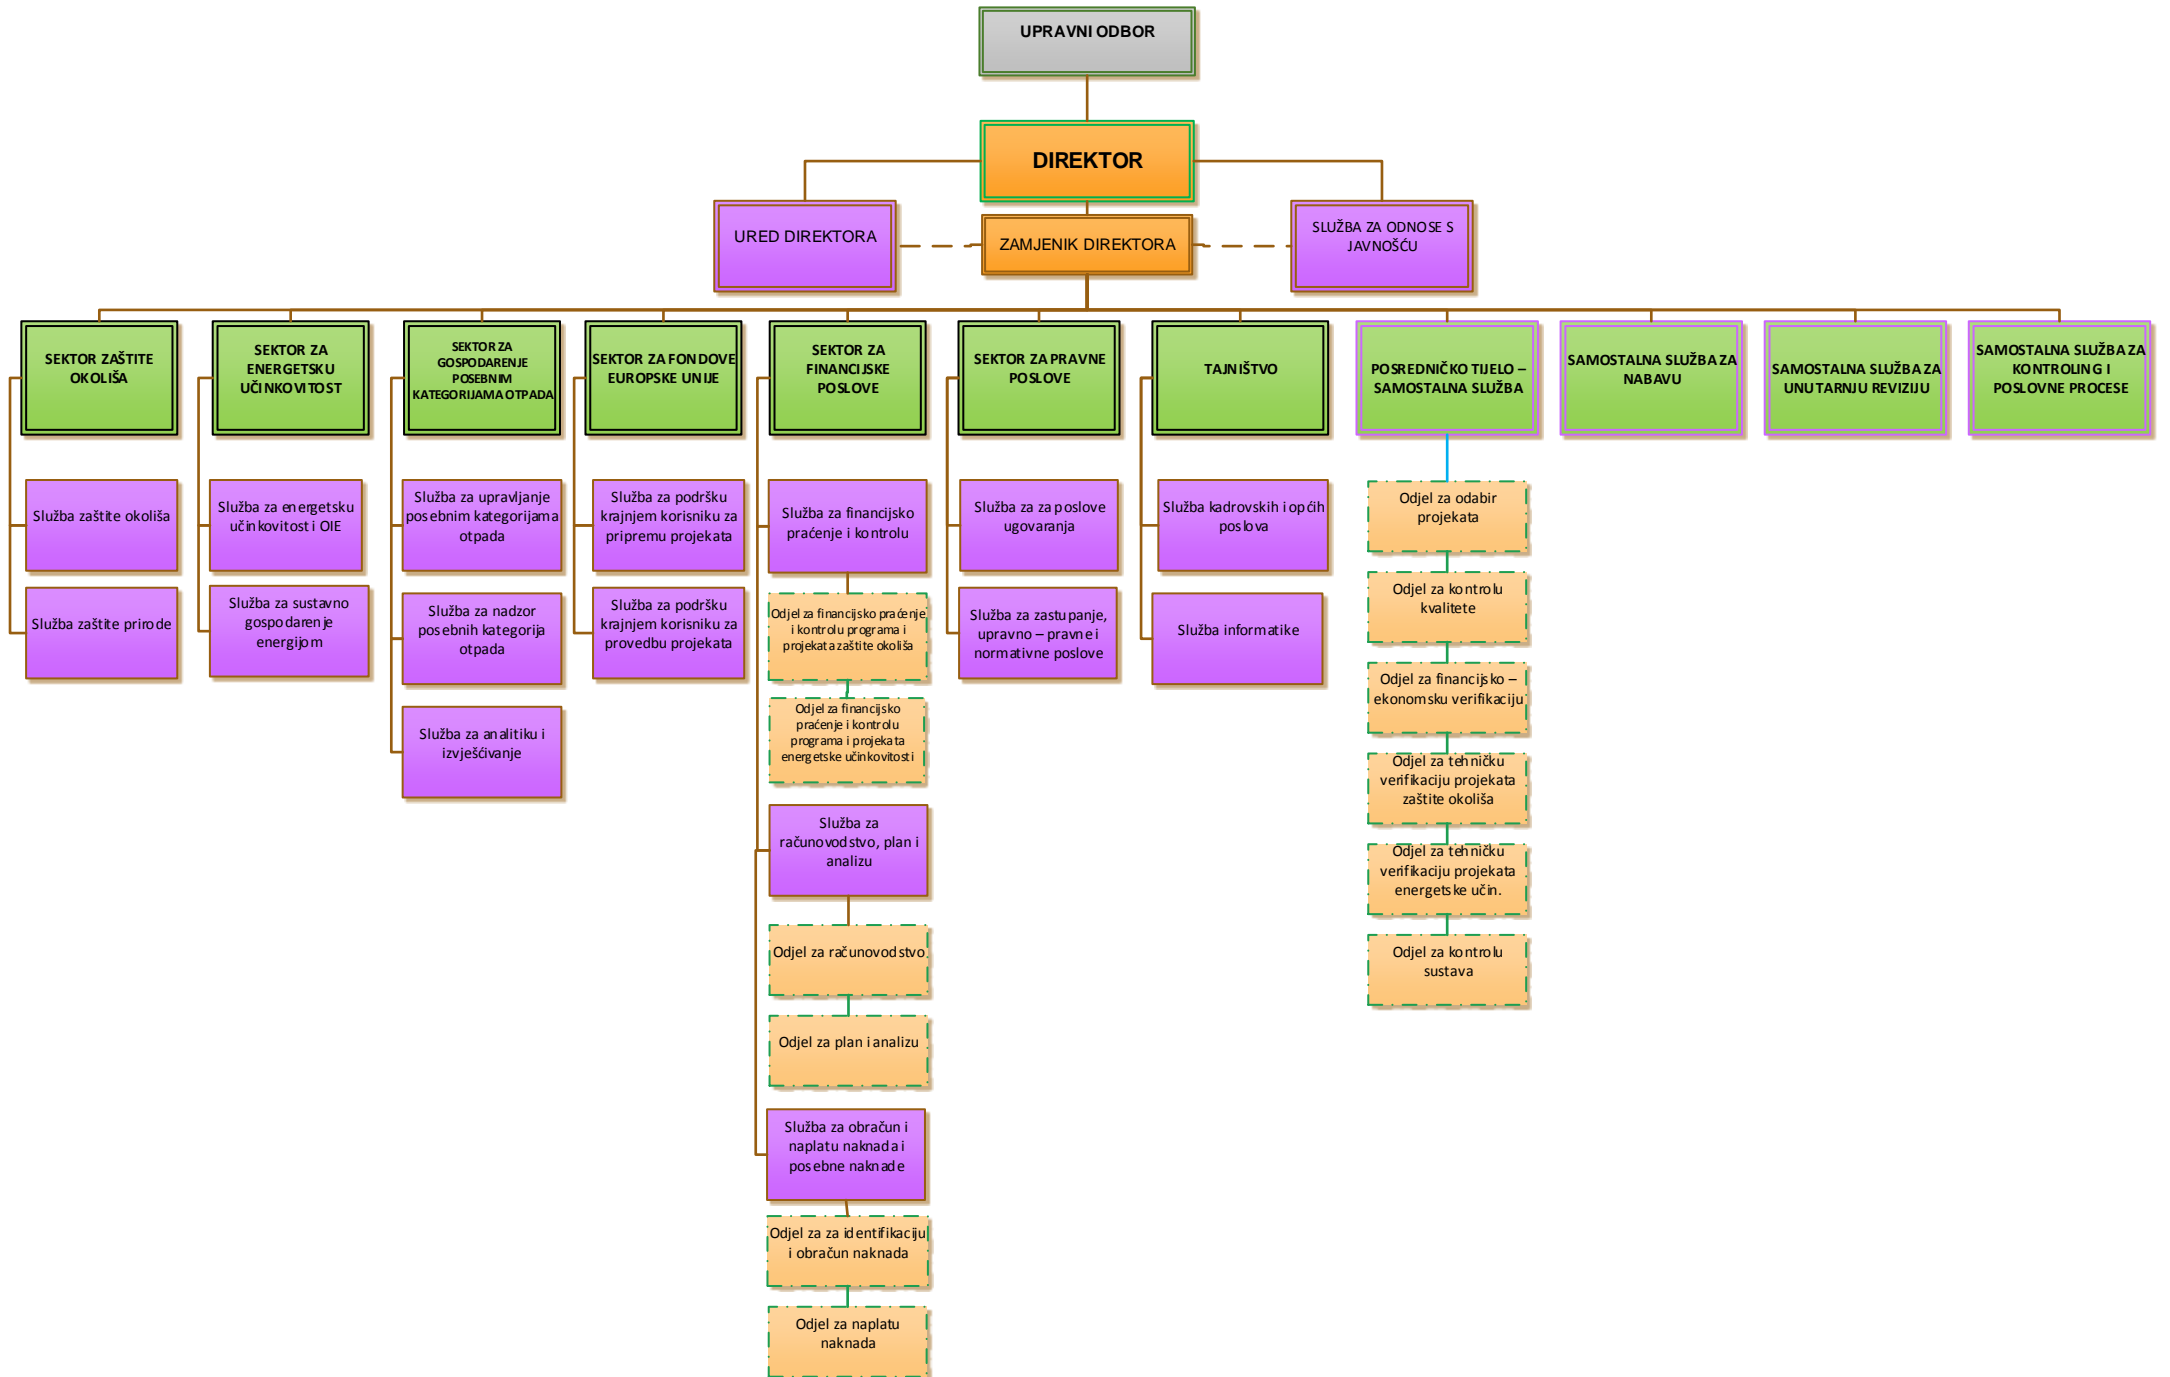 UPRAVNI ODBOR
DIREKTOR
URED DIREKTORA
ZAMJENIK DIREKTORA
SLUŽBA ZA ODNOSE S
JAVNOŠĆU
SEKTOR ZAŠTITE
OKOLIŠA
SEKTOR ZA
ENERGETSKU
UČINKOVITOST
SEKTOR ZA
GOSPODARENJE
POSEBNIM
KATEGORIJAMA OTPADA
SEKTOR ZA FONDOVE
EUROPSKE UNIJE
SEKTOR ZA
FINANCIJSKE
POSLOVE
SEKTOR ZA PRAVNE
POSLOVE
TAJNIŠTVO
POSREDNIČKO TIJELO –
SAMOSTALNA SLUŽBA
SAMOSTALNA SLUŽBA ZA
NABAVU
SAMOSTALNA SLUŽBA ZA
UNUTARNJU REVIZIJU
SAMOSTALNA SLUŽBA ZA
KONTROLING I
POSLOVNE PROCESE
Služba zaštite okoliša
Služba zaštite prirode
Služba za energetsku
učinkovitost i OIE
Služba za sustavno
gospodarenje
energijom
Služba za upravljanje
posebnim kategorijama
otpada
Služba za nadzor
posebnih kategorija
otpada
Služba za analitiku i
izvješćivanje
Služba za podršku
krajnjem korisniku za
pripremu projekata
Služba za podršku
krajnjem korisniku za
provedbu projekata
Služba za financijsko
praćenje i kontrolu
Odjel za financijsko praćenje
i kontrolu programa i
projekata zaštite okoliša
Odjel za financijsko
praćenje i kontrolu
programa i projekata
energetske učinkovitosti
Služba za
računovodstvo, plan i
analizu
Odjel za računovodstvo
Odjel za plan i analizu
Služba za obračun i
naplatu naknada i
posebne naknade
Odjel za za identifikaciju
i obračun naknada
Odjel za naplatu
naknada
Služba za za poslove
ugovaranja
Služba za zastupanje,
upravno – pravne i
normativne poslove
Služba kadrovskih i općih
poslova
Služba informatike
Odjel za odabir
projekata
Odjel za kontrolu
kvalitete
Odjel za financijsko –
ekonomsku verifikaciju
Odjel za tehničku
verifikaciju projekata
zaštite okoliša
Odjel za tehničku
verifikaciju projekata
energetske učin.
Odjel za kontrolu
sustava